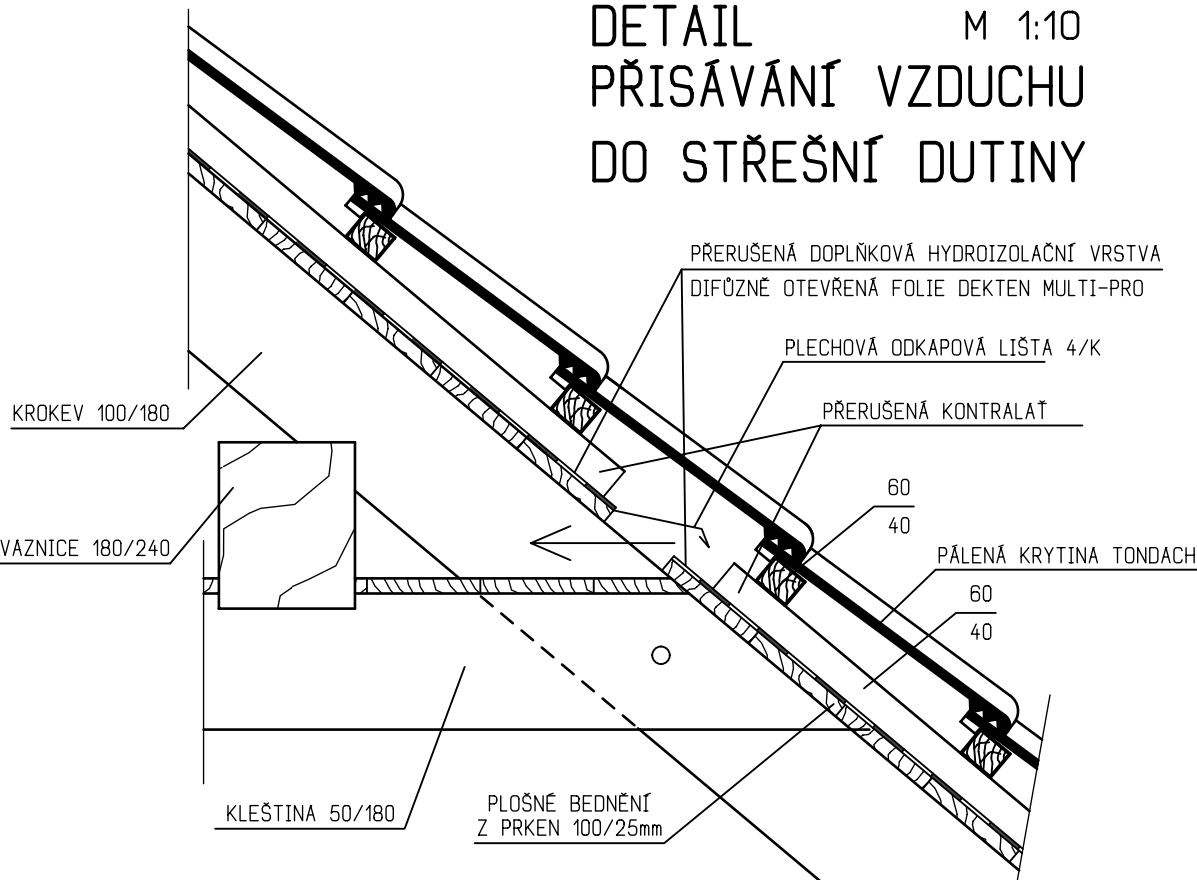 DETAIL M 1:10
PŘISÁVÁNÍ VZDUCHU
DO STŘEŠNÍ DUTINY
PŘERUŠENÁ DOPLŇKOVÁ HYDROIZOLAČNÍ VRSTVA
DIFŮZNĚ OTEVŘENÁ FOLIE DEKTEN MULTI-PRO
PLECHOVÁ ODKAPOVÁ LIŠTA 4/K
KROKEV 100/180
PŘERUŠENÁ KONTRALAŤ
60
40
VAZNICE 180/240
PÁLENÁ KRYTINA TONDACH
60
40
KLEŠTINA 50/180
PLOŠNÉ BEDNĚNÍ
Z PRKEN 100/25mm